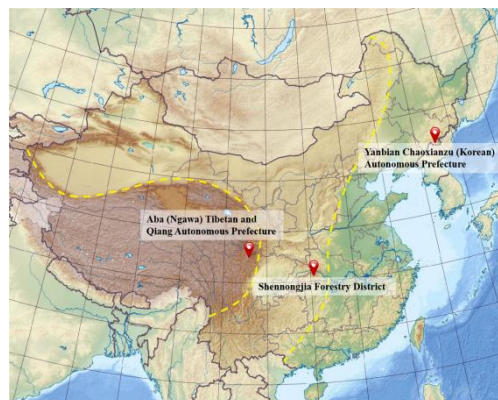 Yanbian Chaoxianzu (Korean)
Autonomous Prefecture
Aba (Ngawa) Tibetan and
Qiang Autonomous Prefecture
Shennongjia Forestry District